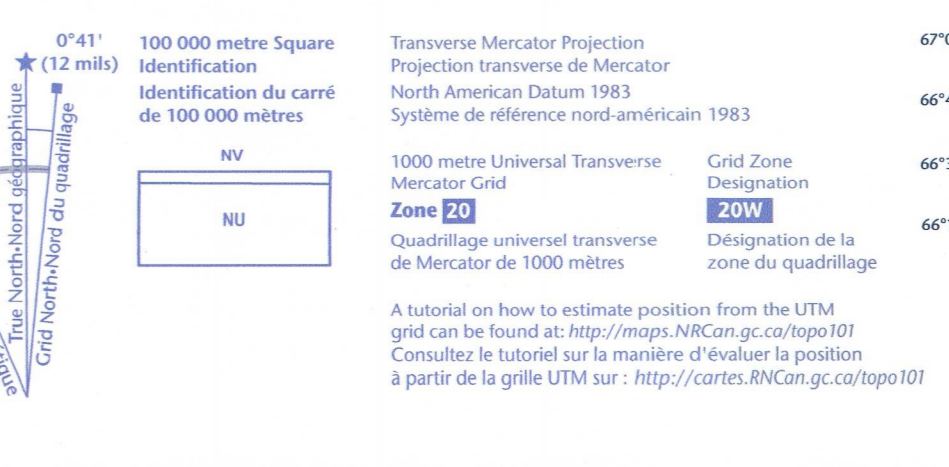 0°41'
(12 mils)
True North•Nord géographique
Grid North•Nord du quadrillage
100 000 metre Square
Identification
Identification du carré
de 100 000 mètres
NV
NU
Transverse Mercator Projection
Projection transverse de Mercator
North American Datum 1983
Système de référence nord-américain 1983
1000 metre Universal Transverse
Mercator Grid
Zone 20
Quadrillage universel transverse
de Mercator de 1000 mètres
Grid Zone
Designation
20W
Désignation de la
zone du quadrillage
A tutorial on how to estimate position from the UTM
grid can be found at: http://maps.NRCan.gc.ca/topo101
Consultez le tutoriel sur la manière d'évaluer la position
à partir de la grille UTM sur : http://cartes.RNCan.gc.ca/topo101